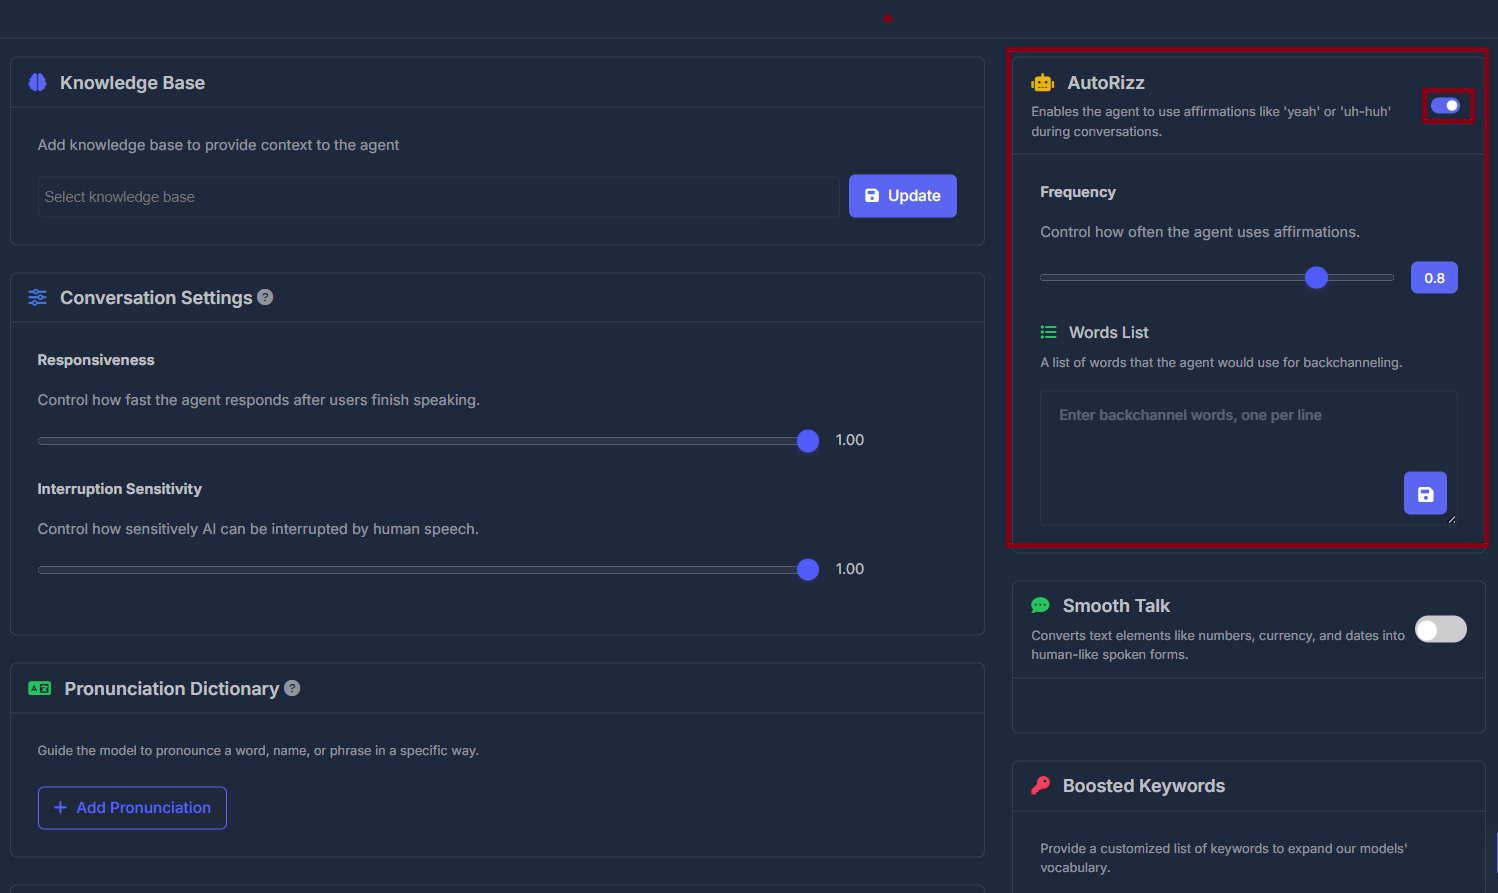 Knowledge Base
Add knowledge base to provide context to the agent
Select knowledge base
Update
Conversation Settings ?
Responsiveness
Control how fast the agent responds after users finish speaking.
1.00
Interruption Sensitivity
Control how sensitively AI can be interrupted by human speech.
1.00
Pronunciation Dictionary ?
Guide the model to pronounce a word, name, or phrase in a specific way.
+ Add Pronunciation
AutoRizz
Enables the agent to use affirmations like 'yeah' or 'uh-huh'
during conversations.
Frequency
Control how often the agent uses affirmations.
0.8
Words List
A list of words that the agent would use for backchanneling.
Enter backchannel words, one per line
Smooth Talk
Converts text elements like numbers, currency, and dates into
human-like spoken forms.
Boosted Keywords
Provide a customized list of keywords to expand our models'
vocabulary.